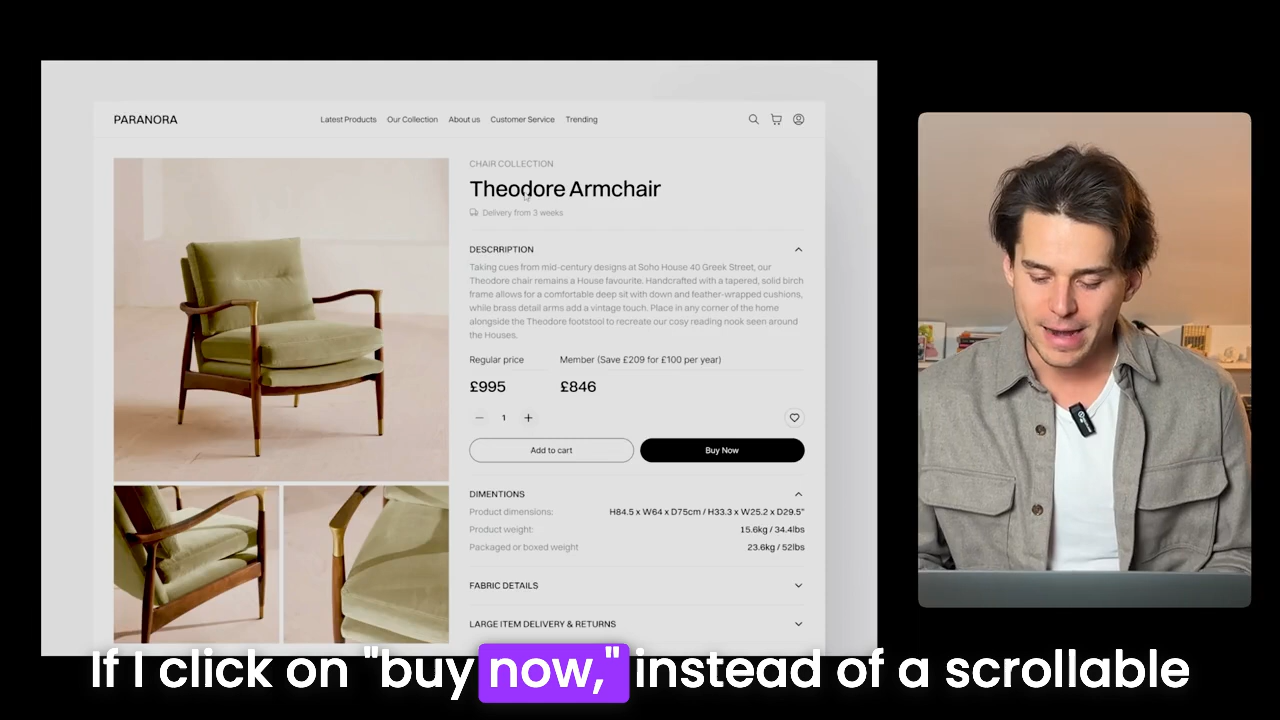 PARANORA
Latest Products Our Collection About us Customer Service Trending
CHAIR COLLECTION
Theodore Armchair
Delivery from 3 weeks
DESCRRIPTION
Taking cues from mid-century designs at Soho House 40 Greek Street, our
Theodore chair remains a House favourite. Handcrafted with a tapered, solid birch
frame allows for a comfortable deep sit with down and feather-wrapped cushions,
while brass detail arms add a vintage touch. Place in any corner of the home
alongside the Theodore footstool to recreate our cosy reading nook seen around
the Houses.
Regular price Member (Save £209 for £100 per year)
£995 £846
1
Add to cart Buy Now
DIMENTIONS
Product dimensions: H84.5 x W64 x D75cm / H33.3 x W25.2 x D29.5"
Product weight: 15.6kg / 34.4lbs
Packaged or boxed weight 23.6kg / 52lbs
FABRIC DETAILS
LARGE ITEM DELIVERY & RETURNS
If I click on "buy now," instead of a scrollable